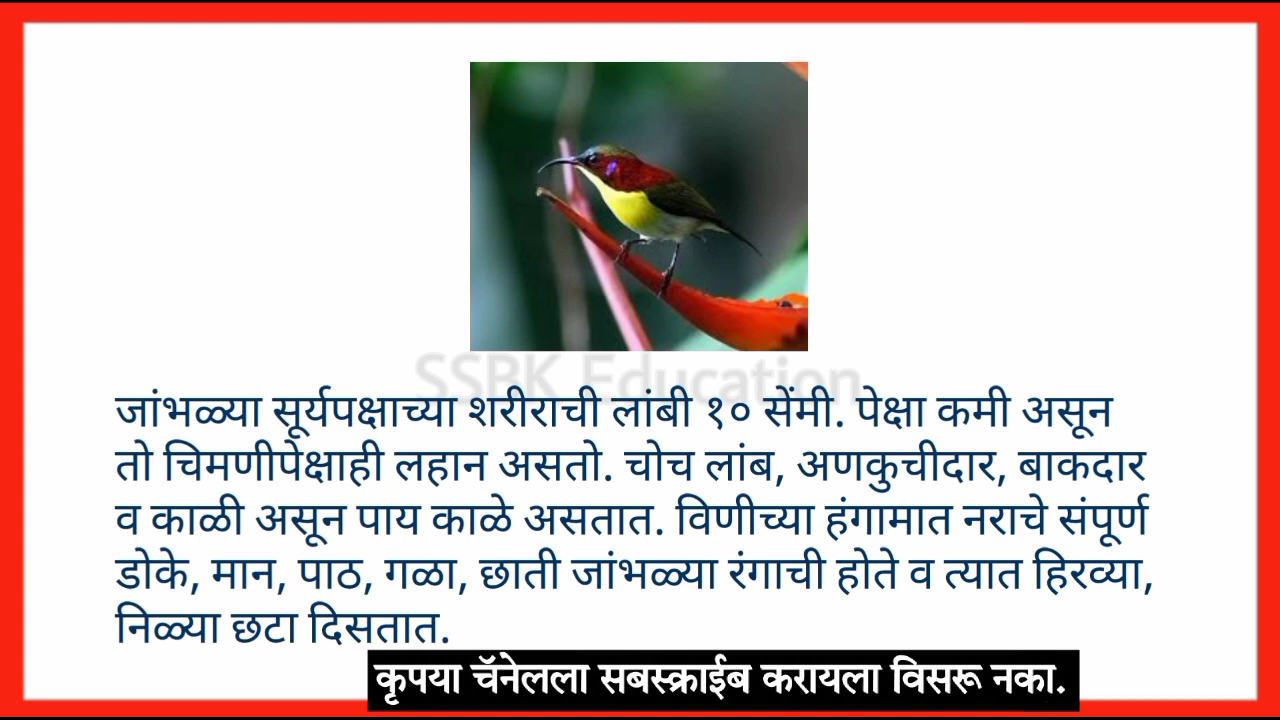 SSBK Education
जांभळ्या सूर्यपक्षाच्या शरीराची लांबी १० सेंमी. पेक्षा कमी असून
तो चिमणीपेक्षाही लहान असतो. चोच लांब, अणकुचीदार, बाकदार
व काळी असून पाय काळे असतात. विणीच्या हंगामात नराचे संपूर्ण
डोके, मान, पाठ, गळा, छाती जांभळ्या रंगाची होते व त्यात हिरव्या,
निळ्या छटा दिसतात.
कृपया चॅनेलला सबस्क्राईब करायला विसरू नका.